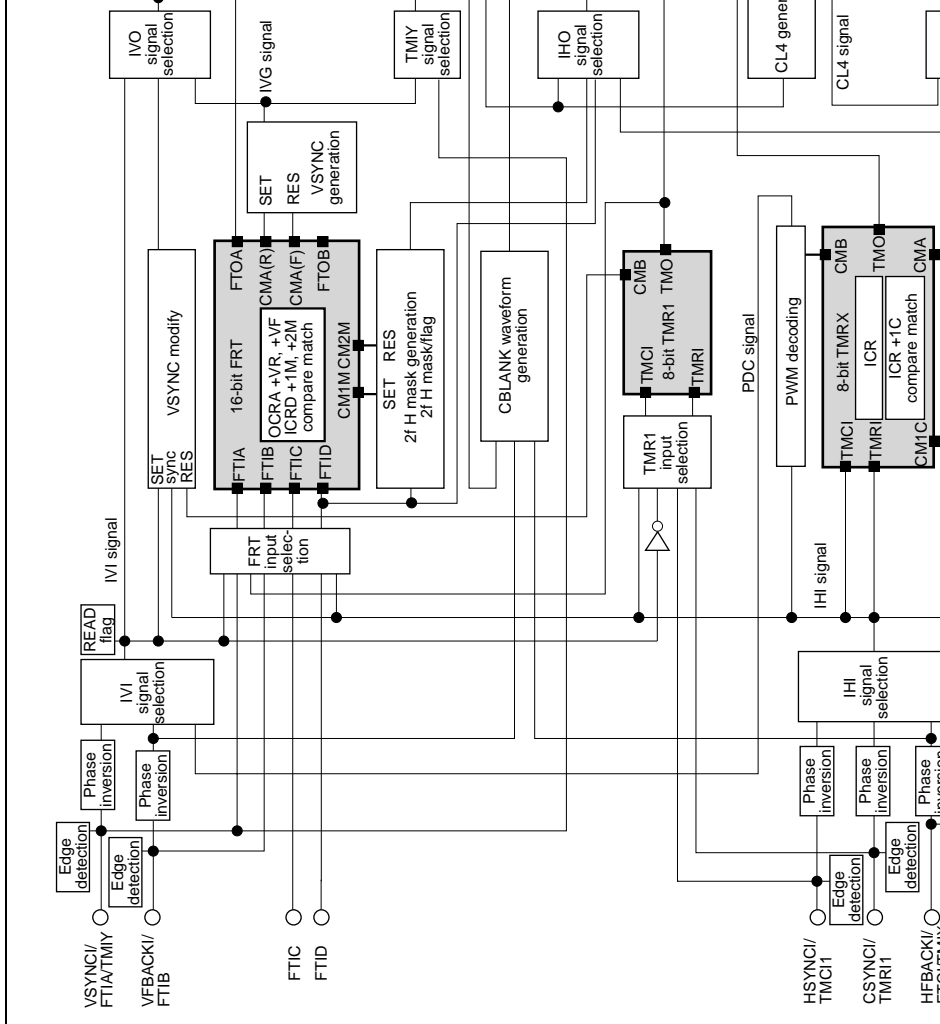 IVO
signal
selection
IVG signal
TMIY
signal
selection
IHO
signal
selection
CL4 gener
CL4 signal
SET
RES
VSYNC
generation
VSYNC modify
SET
sync
RES
FTOA
CMA(R)
CMA(F)
FTOB
16-bit FRT
OCRA +VR, +VF
ICRD +1M, +2M
compare match
CM1M CM2M
FTIA
FTIB
FTIC
FTID
SET RES
2f H mask generation
2f H mask/flag
CBLANK waveform
generation
CMB
TMO
8-bit TMR1
TMCI
TMRI
TMR1
input
selection
PDC signal
PWM decoding
CMB
TMO
CMA
8-bit TMRX
ICR
ICR +1C
compare match
TMCI
TMRI
CM1C
IVI signal
FRT
input
selec-
tion
READ
flag
IHI signal
IVI
signal
selection
IHI
signal
selection
Phase
inversion
Phase
inversion
Phase
inversion
Phase
inversion
Phase
Edge
detection
Edge
detection
Edge
detection
Edge
detection
VSYNCI/
FTIA/TMIY
VFBACKI/
FTIB
FTIC
FTID
HSYNCI/
TMCI1
CSYNCI/
TMRI1
HFBACKI/